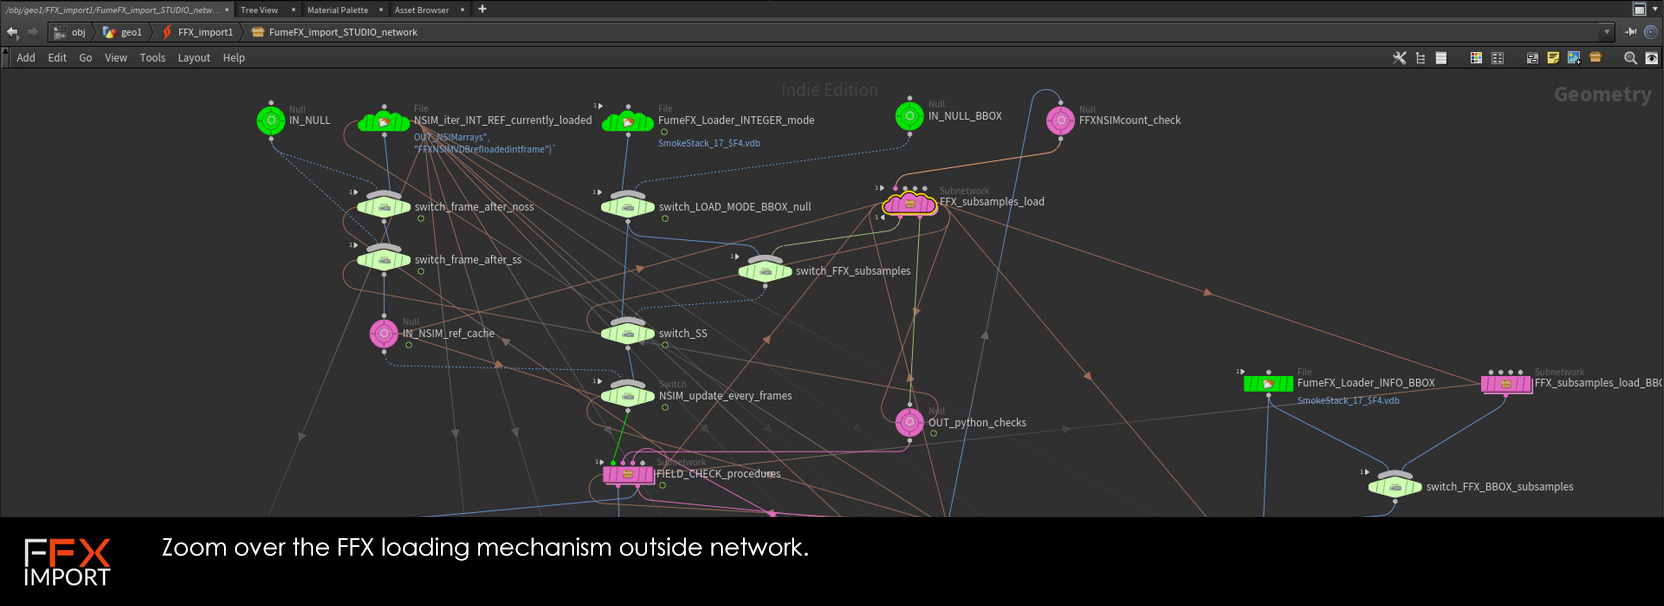 /obj/geo1/FFX_import1/FumeFX_import_STUDIO_netw... × Tree View × Material Palette × Asset Browser × +
obj geo1 FFX_import1 FumeFX_import_STUDIO_network
Add Edit Go View Tools Layout Help
Indie Edition
Geometry
Null
IN_NULL
File
NSIM_iter_INT_REF_currently_loaded
OUT_NSIMarrays",
"FFXNSIMVDBrefloadedintframe")`
File
FumeFX_Loader_INTEGER_mode
SmokeStack_17_$F4.vdb
Null
IN_NULL_BBOX
Null
FFXNSIMcount_check
Subnetwork
FFX_subsamples_load
switch_frame_after_noss
switch_LOAD_MODE_BBOX_null
switch_frame_after_ss
switch_FFX_subsamples
Null
IN_NSIM_ref_cache
switch_SS
Switch
NSIM_update_every_frames
Null
OUT_python_checks
File
FumeFX_Loader_INFO_BBOX
SmokeStack_17_$F4.vdb
Subnetwork
FFX_subsamples_load_BBO
Subnetwork
FIELD_CHECK_procedures
switch_FFX_BBOX_subsamples
FFX
IMPORT
Zoom over the FFX loading mechanism outside network.